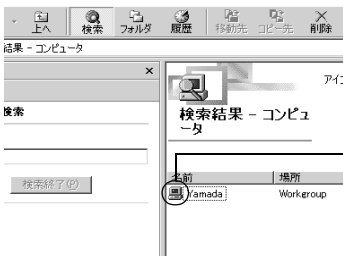 上へ 検索 フォルダ 履歴 移動先 コピー先 削除
結果 - コンピュータ
検索
検索終了(P)
アイコ
検索結果 - コンピュ
ータ
名前 場所
Yamada Workgroup